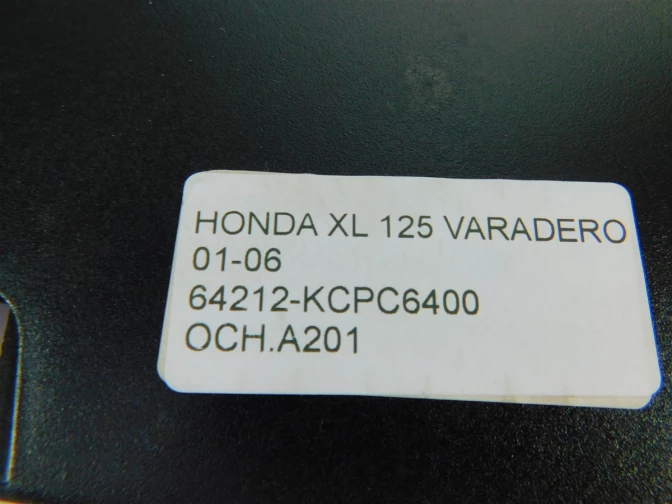 HONDA XL 125 VARADERO
01-06
64212-KCPC6400
OCH.A201